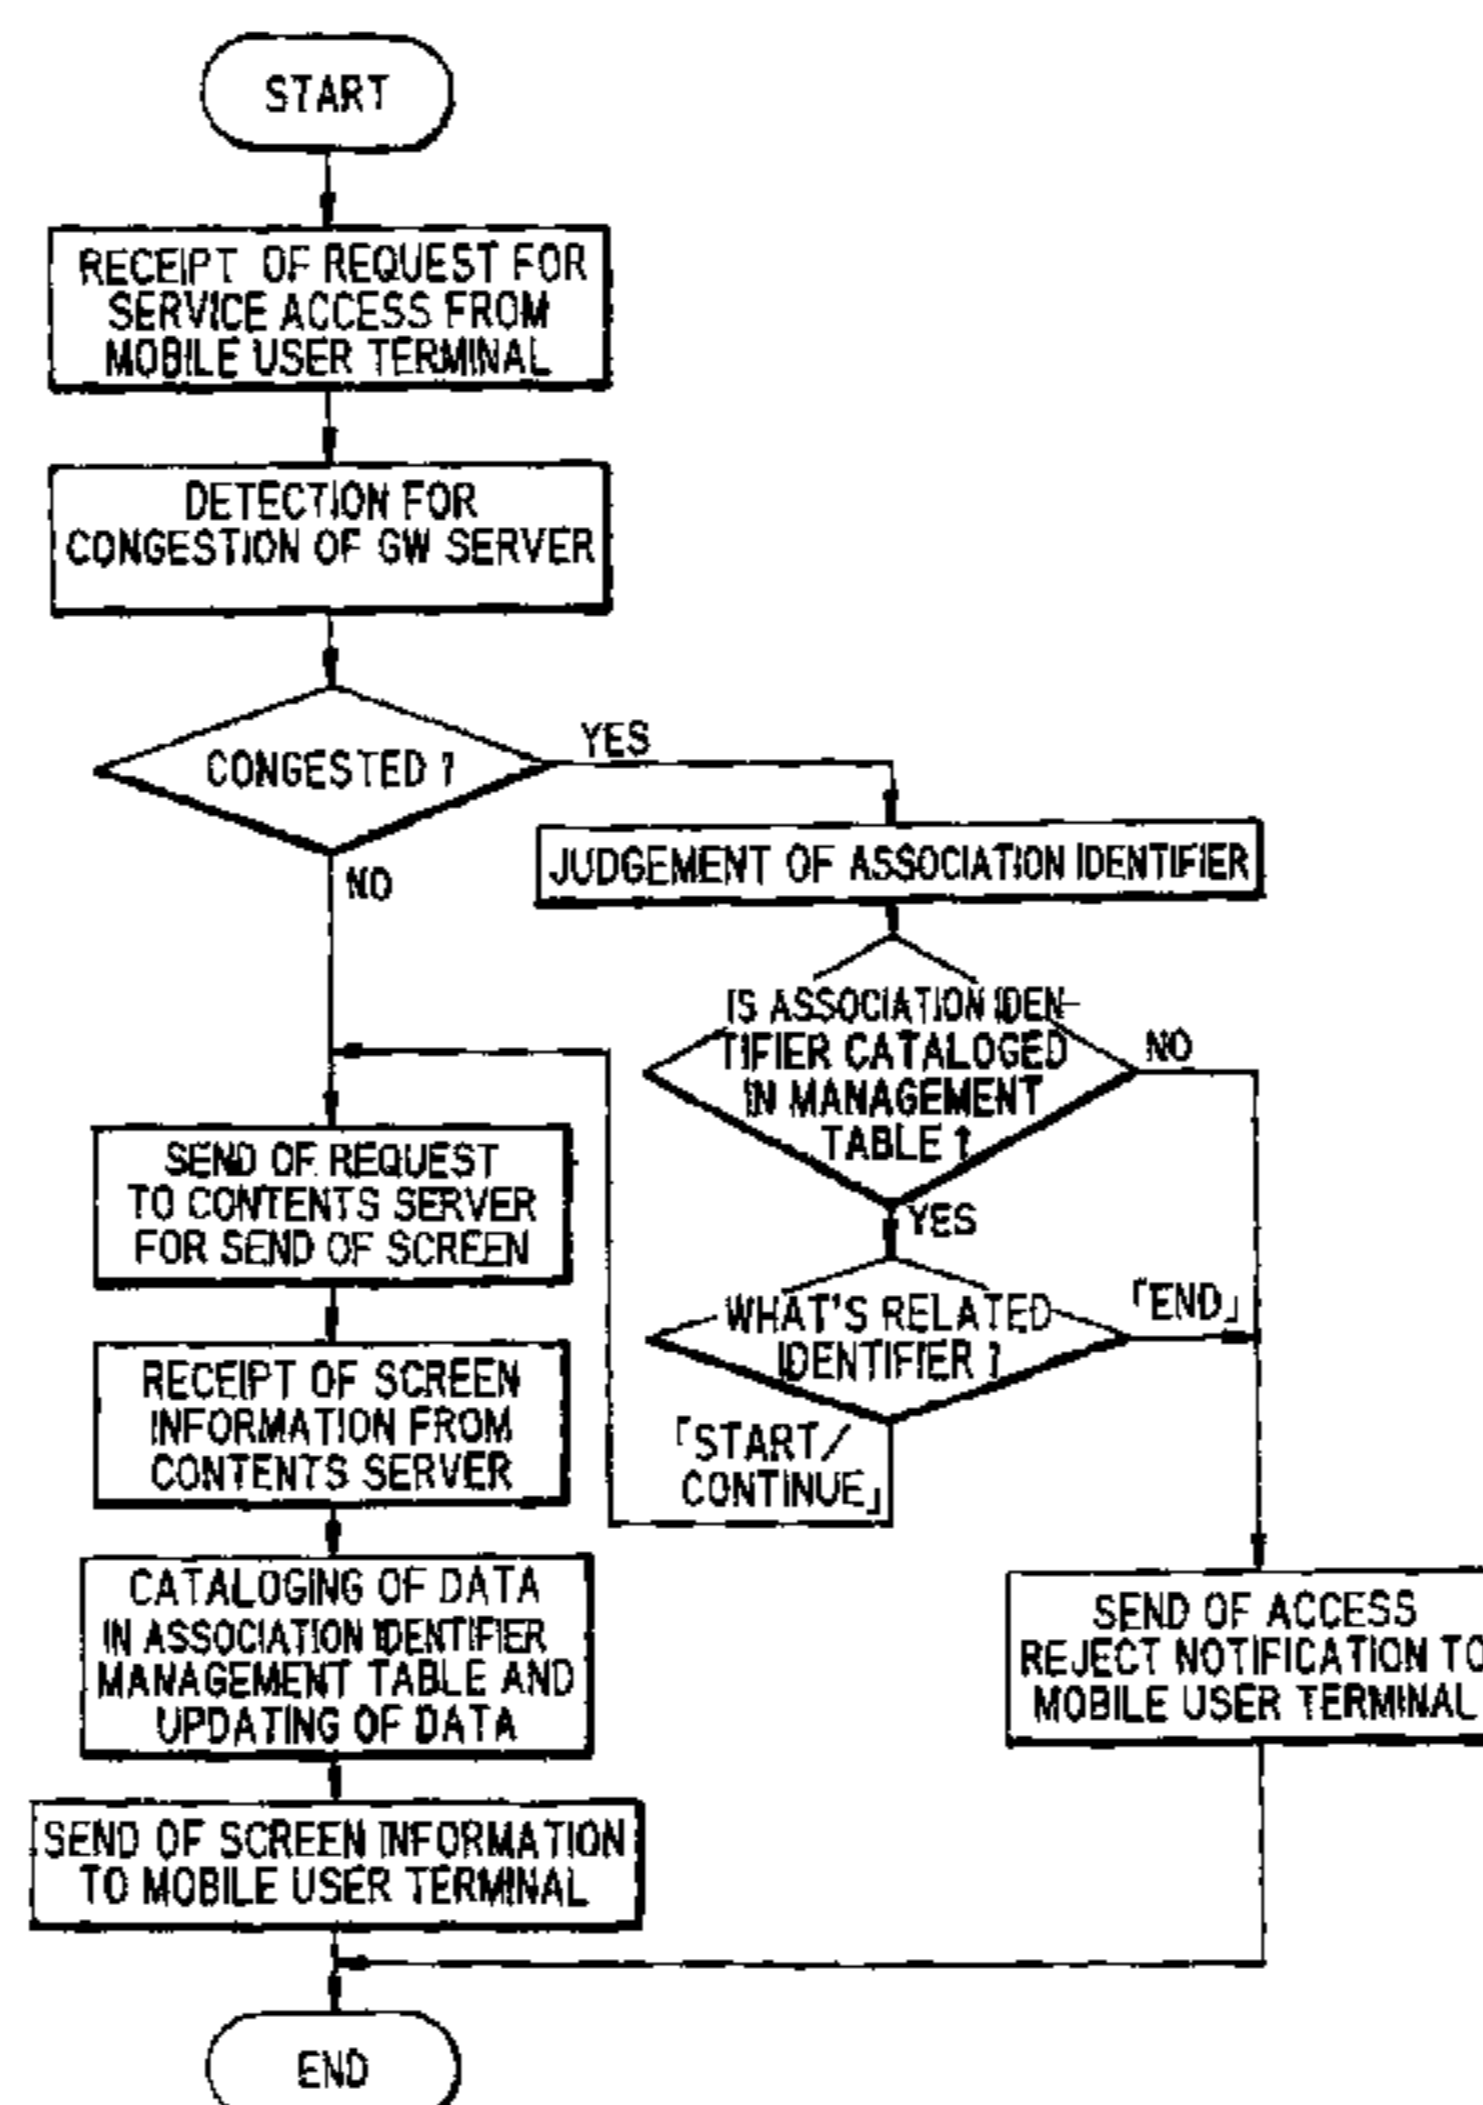 START
RECEIPT OF REQUEST FOR
SERVICE ACCESS FROM
MOBILE USER TERMINAL
DETECTION FOR
CONGESTION OF GW SERVER
CONGESTED ?
YES
NO
JUDGEMENT OF ASSOCIATION IDENTIFIER
IS ASSOCIATION IDEN-
TIFIER CATALOGED
IN MANAGEMENT
TABLE ?
NO
YES
SEND OF REQUEST
TO CONTENTS SERVER
FOR SEND OF SCREEN
WHAT'S RELATED
IDENTIFIER ?
「END」
「START/
CONTINUE」
RECEIPT OF SCREEN
INFORMATION FROM
CONTENTS SERVER
CATALOGING OF DATA
IN ASSOCIATION IDENTIFIER
MANAGEMENT TABLE AND
UPDATING OF DATA
SEND OF ACCESS
REJECT NOTIFICATION TO
MOBILE USER TERMINAL
SEND OF SCREEN INFORMATION
TO MOBILE USER TERMINAL
END